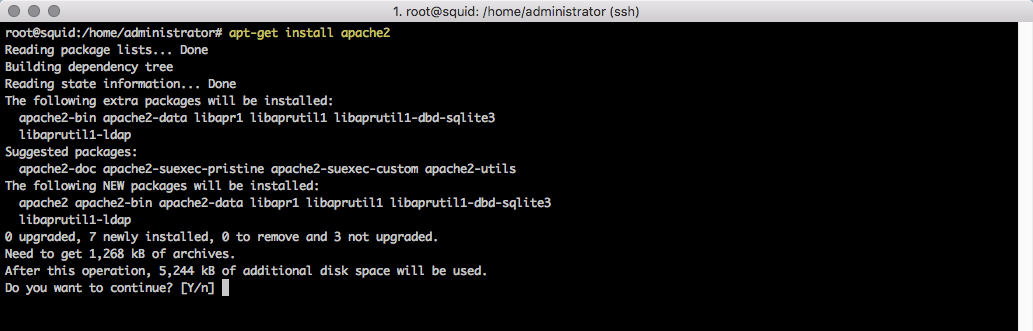 1. root@squid: /home/administrator (ssh)
root@squid:/home/administrator# apt-get install apache2
Reading package lists... Done
Building dependency tree
Reading state information... Done
The following extra packages will be installed:
  apache2-bin apache2-data libapr1 libaprutil1 libaprutil1-dbd-sqlite3
  libaprutil1-ldap
Suggested packages:
  apache2-doc apache2-suexec-pristine apache2-suexec-custom apache2-utils
The following NEW packages will be installed:
  apache2 apache2-bin apache2-data libapr1 libaprutil1 libaprutil1-dbd-sqlite3
  libaprutil1-ldap
0 upgraded, 7 newly installed, 0 to remove and 3 not upgraded.
Need to get 1,268 kB of archives.
After this operation, 5,244 kB of additional disk space will be used.
Do you want to continue? [Y/n]